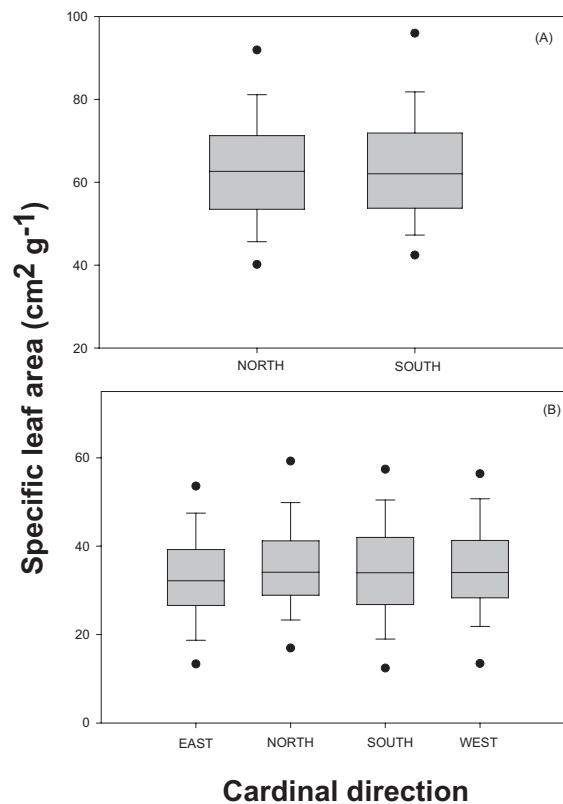 Specific leaf area (cm² g⁻¹)
100
(A)
80
60
40
20
NORTH SOUTH
(B)
60
40
20
0
EAST NORTH SOUTH WEST
Cardinal direction